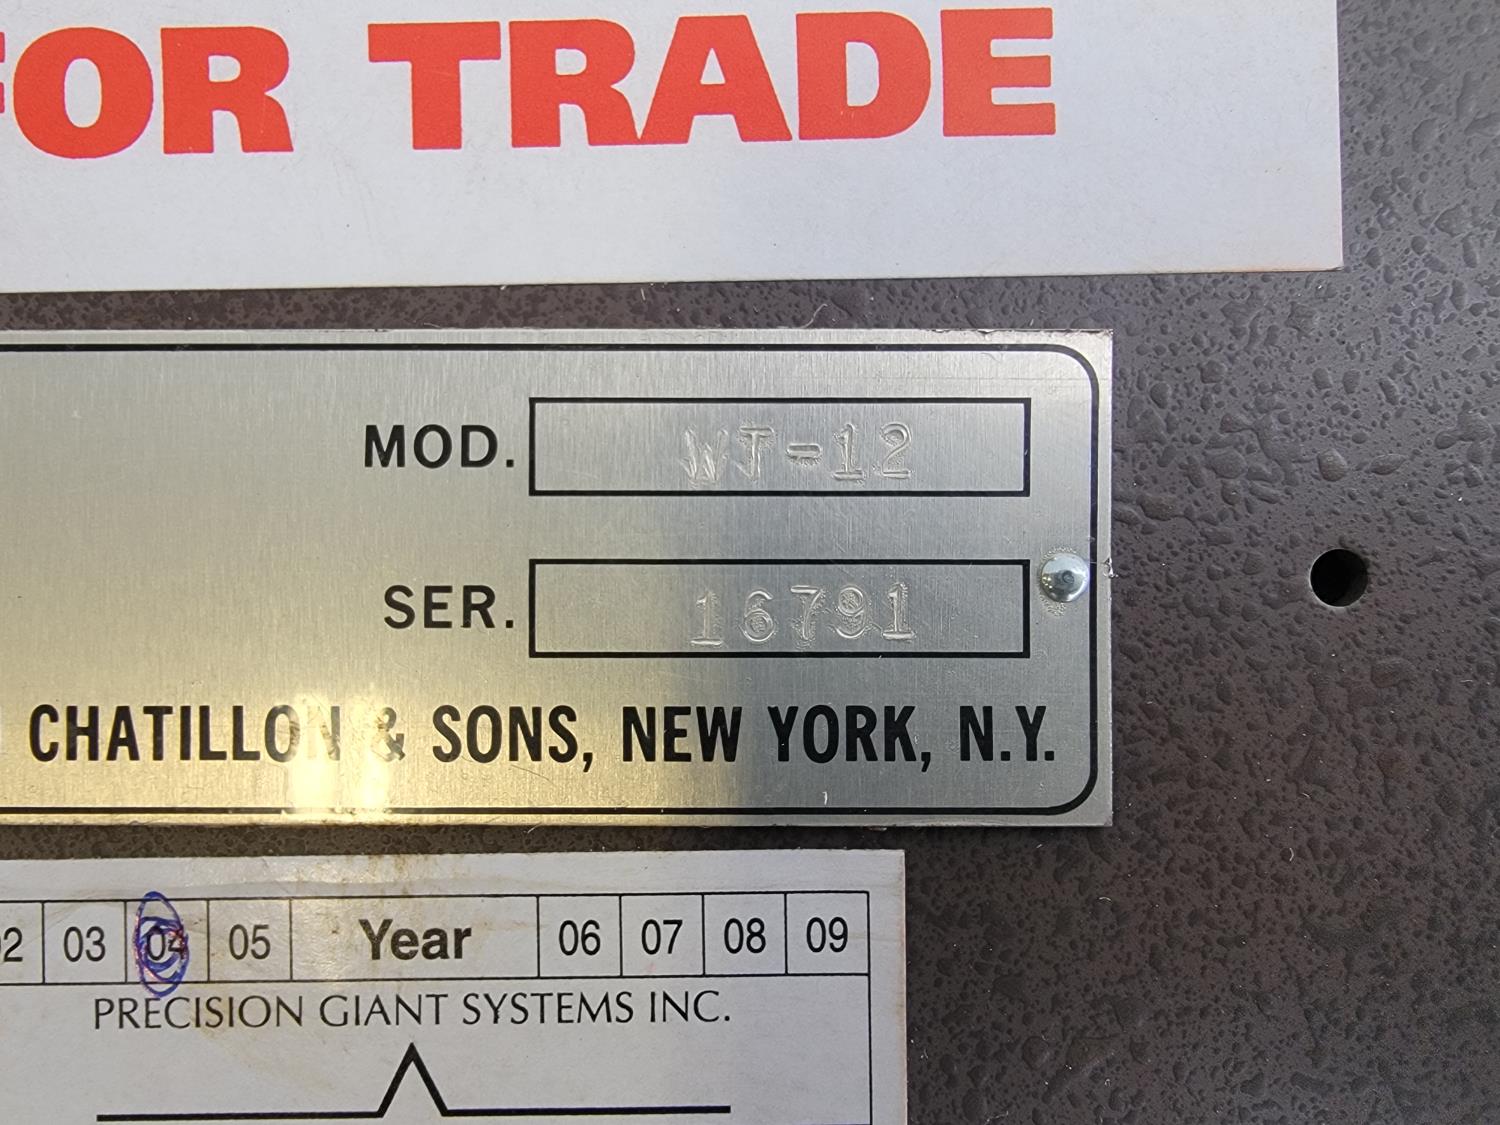 FOR TRADE
MOD. WJ-12
SER. 16791
CHATILLON & SONS, NEW YORK, N.Y.
02 03 04 05 Year 06 07 08 09
PRECISION GIANT SYSTEMS INC.